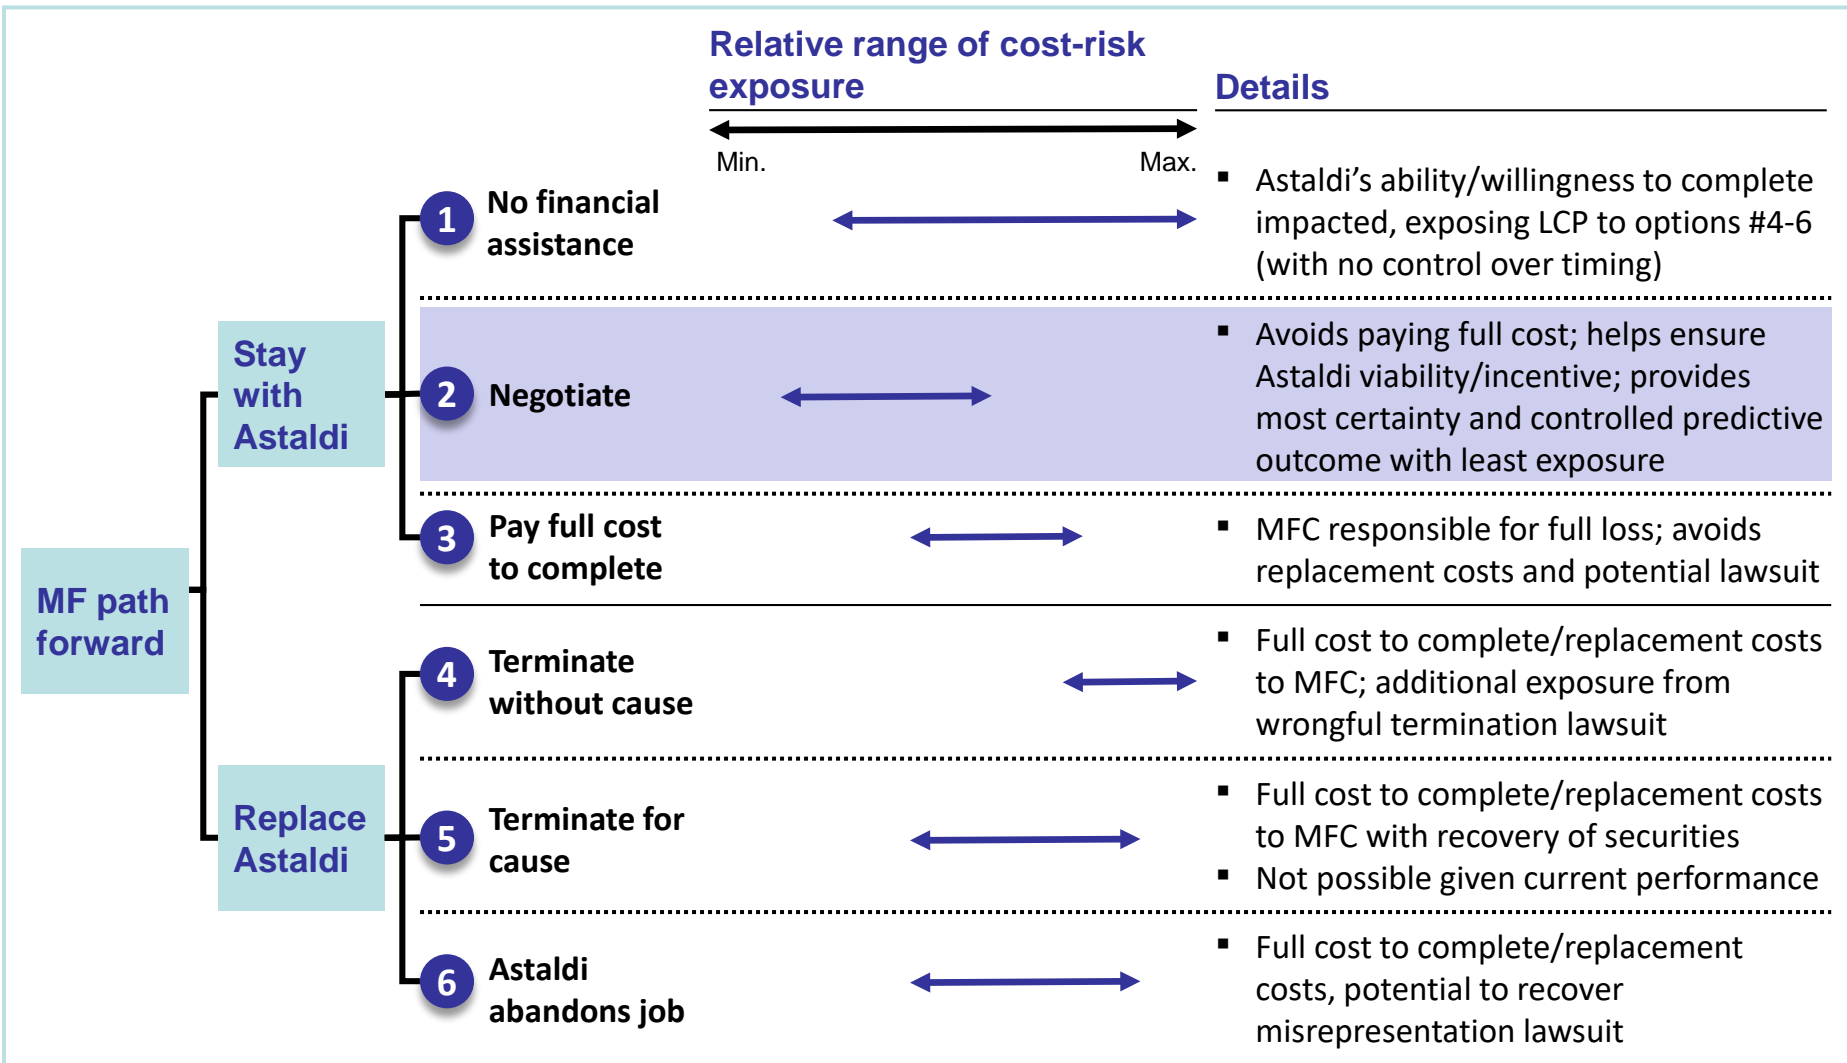 Relative range of cost-risk
exposure
Details
Min.
Max.
MF path
forward
Stay
with
Astaldi
1
No financial
assistance
▪ Astaldi’s ability/willingness to complete
impacted, exposing LCP to options #4-6
(with no control over timing)
2
Negotiate
▪ Avoids paying full cost; helps ensure
Astaldi viability/incentive; provides
most certainty and controlled predictive
outcome with least exposure
3
Pay full cost
to complete
▪ MFC responsible for full loss; avoids
replacement costs and potential lawsuit
Replace
Astaldi
4
Terminate
without cause
▪ Full cost to complete/replacement costs
to MFC; additional exposure from
wrongful termination lawsuit
5
Terminate for
cause
▪ Full cost to complete/replacement costs
to MFC with recovery of securities
▪ Not possible given current performance
6
Astaldi
abandons job
▪ Full cost to complete/replacement
costs, potential to recover
misrepresentation lawsuit